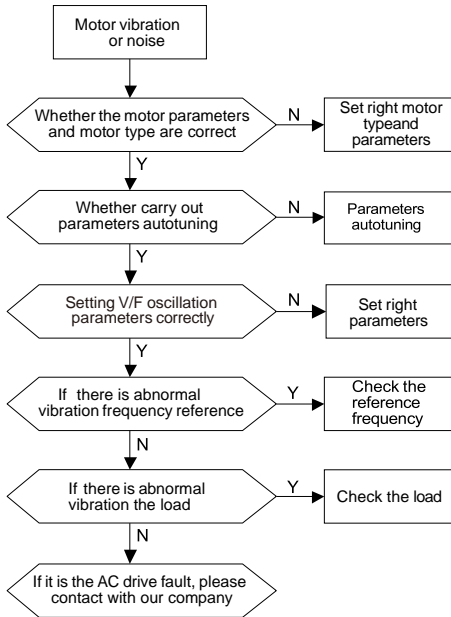 Motor vibration
or noise
Whether the motor parameters
and motor type are correct
N
Set right motor
typeand
parameters
Y
Whether carry out
parameters autotuning
N
Parameters
autotuning
Y
Setting V/F oscillation
parameters correctly
N
Set right
parameters
Y
If there is abnormal
vibration frequency reference
Y
Check the
reference
frequency
N
If there is abnormal
vibration the load
Y
Check the load
N
If it is the AC drive fault, please
contact with our company